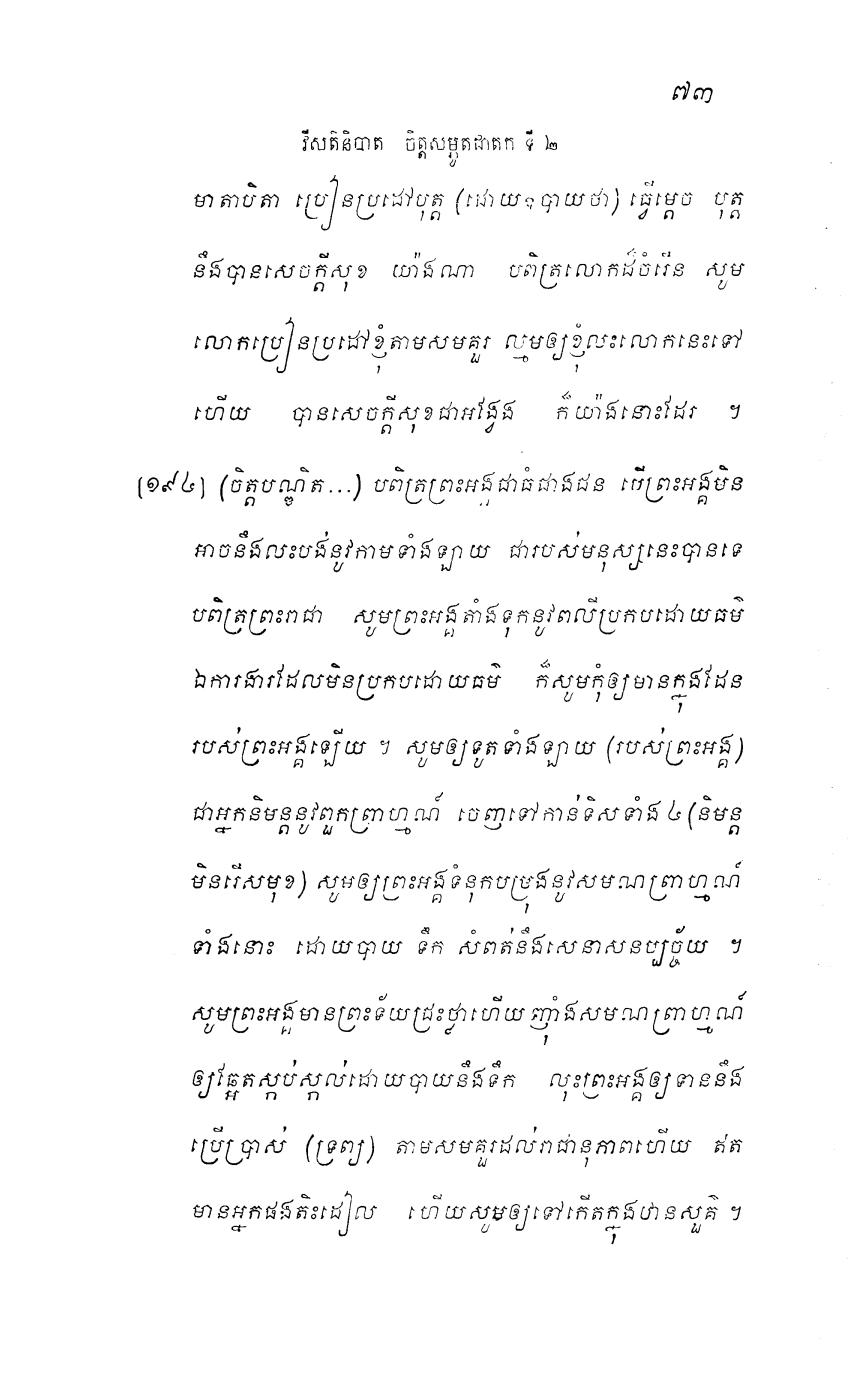 ៧៣
វីសតិនិបាត ចិត្តសម្ភូតជាតក ទី ២
មាតាបិតា ប្រៀនប្រដៅបុត្ត (ដោយឧបាយថា) ធ្វើម្តេច បុត្ត
នឹងបានសេចក្តីសុខ យ៉ាងណា បពិត្រលោកដ៏ចំរើន សូម
លោកប្រៀនប្រដៅខ្ញុំតាមសមគួរ ល្មមឲ្យខ្ញុំលះលោកនេះទៅ
ហើយ បានសេចក្តីសុខជាអង្វែង ក៏យ៉ាងនោះដែរ ។
[១៩៤] (ចិត្តបណ្ឌិត...) បពិត្រព្រះអង្គជាធំជាងជន បើព្រះអង្គមិន
អាចនឹងលះបង់នូវកាមទាំងឡាយ ជារបស់មនុស្សនេះបានទេ
បពិត្រព្រះរាជា សូមព្រះអង្គតាំងទុកនូវពលីប្រកបដោយធម៌
ឯការងារដែលមិនប្រកបដោយធម៌ ក៏សូមកុំឲ្យមានក្នុងដែន
របស់ព្រះអង្គឡើយ ។ សូមឲ្យទូតទាំងឡាយ (របស់ព្រះអង្គ)
ជាអ្នកនិមន្តនូវពួកព្រាហ្មណ៍ ចេញទៅកាន់ទិសទាំង ៤ (និមន្ត
មិនរើសមុខ) សូមឲ្យព្រះអង្គទំនុកបម្រុងនូវសមណព្រាហ្មណ៍
ទាំងនោះ ដោយបាយ ទឹក សំពត់នឹងសេនាសនប្បច្ច័យ ។
សូមព្រះអង្គមានព្រះទ័យជ្រះថ្លាហើយញុំាងសមណព្រាហ្មណ៍
ឲ្យឆ្អែតស្កប់ស្កល់ដោយបាយនឹងទឹក លុះព្រះអង្គឲ្យទាននឹង
ប្រើប្រាស់ (ទ្រព្យ) តាមសមគួរដល់រាជានុភាពហើយ ឥត
មានអ្នកផងតិះដៀល ហើយសូមឲ្យទៅកើតក្នុងឋានសួគ៌ ។